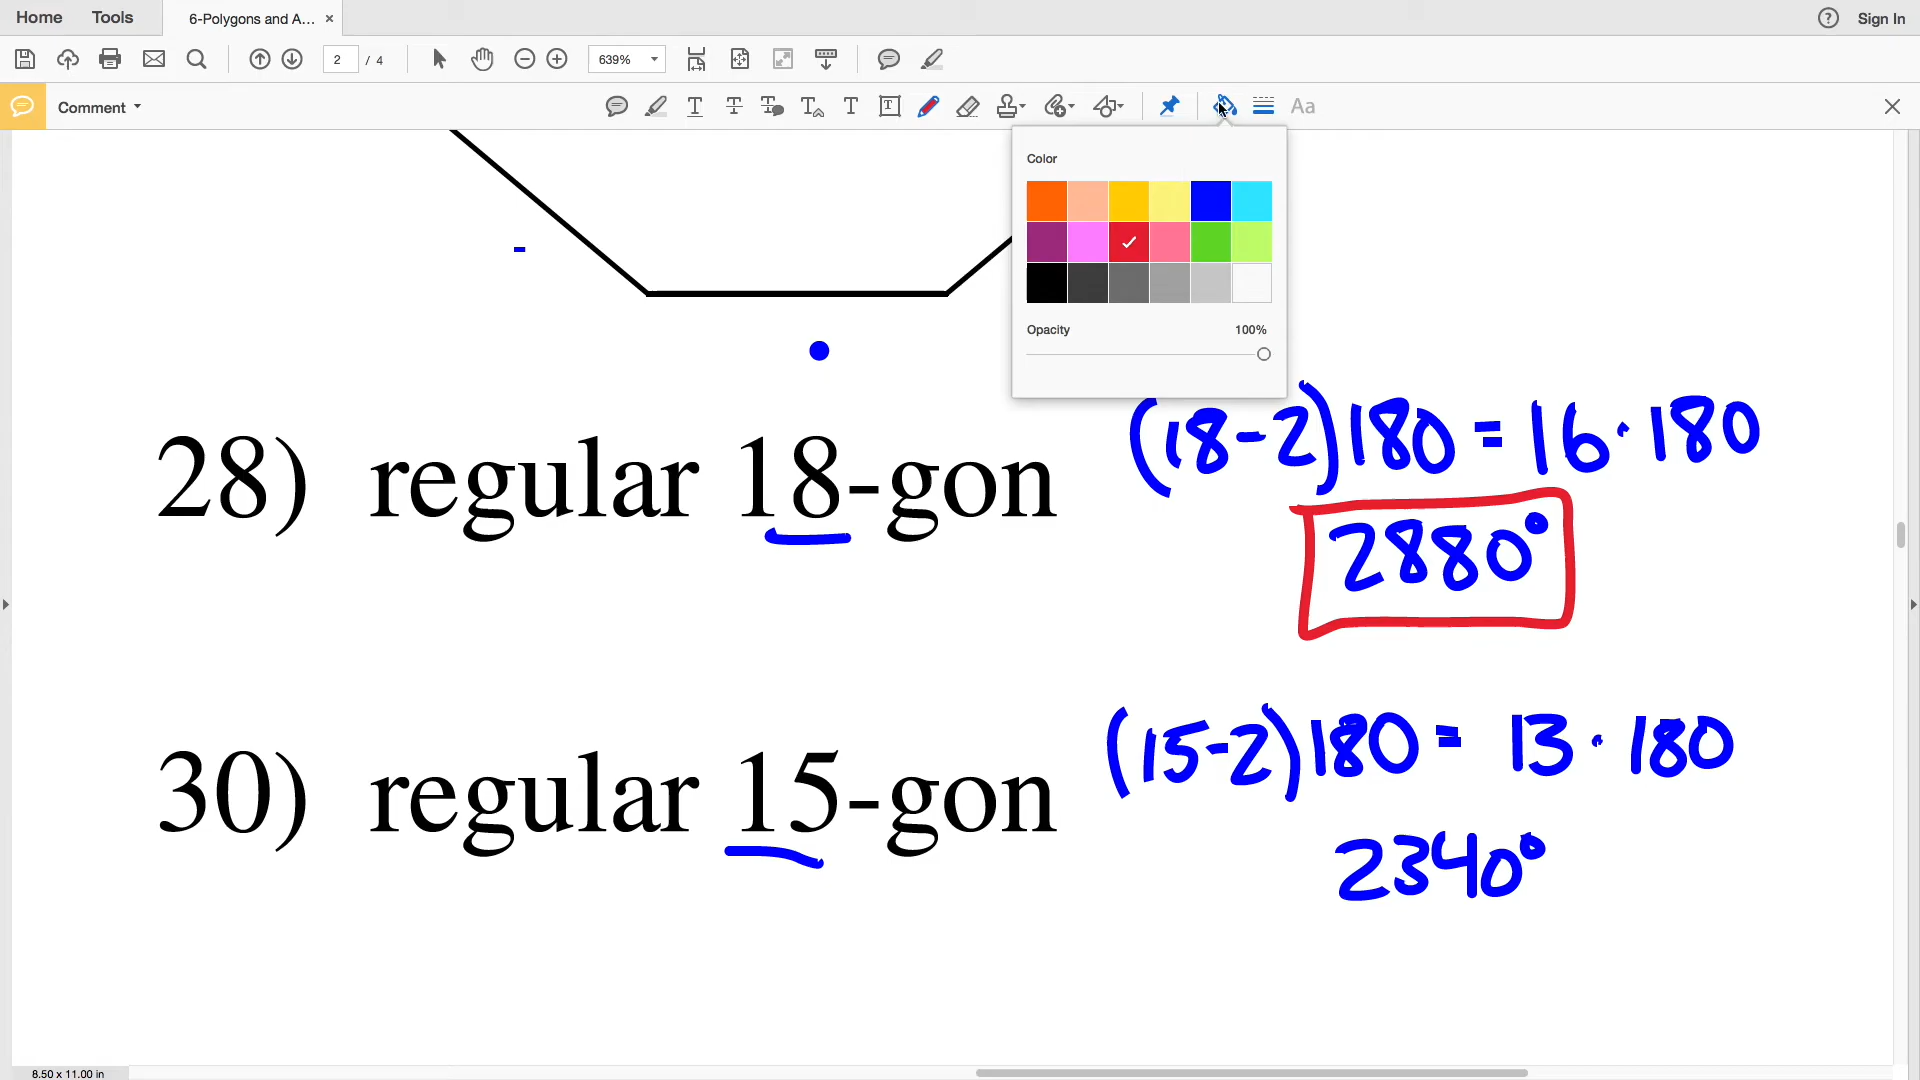 Home Tools 6-Polygons and A... × ? Sign In
2 / 4 639%
Comment T T T T T T Aa
Color
Opacity 100%
28) regular 18-gon (18-2)180 = 16·180
2880°
30) regular 15-gon (15-2)180 = 13·180
2340°
8.50 x 11.00 in